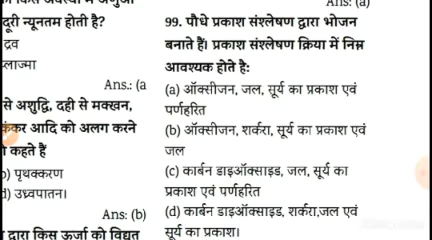 दूरी न्यूनतम होती है?
द्रव
प्लाज्मा
Ans.: (a
से अशुद्धि, दही से मक्खन,
कंकर आदि को अलग करने
कहते हैं
पृथक्करण
उध्र्वपातन।
Ans: (b)
द्वारा किस ऊर्जा को विद्युत
Ans: (a)
99. पौधे प्रकाश संश्लेषण द्वारा भोजन
बनाते हैं। प्रकाश संश्लेषण क्रिया में निम्न
आवश्यक होते है:
(a) ऑक्सीजन, जल, सूर्य का प्रकाश एवं
पर्णहरित
(b) ऑक्सीजन, शर्करा, सूर्य का प्रकाश एवं
जल
(c) कार्बन डाइऑक्साइड, जल, सूर्य का
प्रकाश एवं पर्णहरित
(d) कार्बन डाइऑक्साइड, शर्करा,जल एवं
सूर्य का प्रकाश।